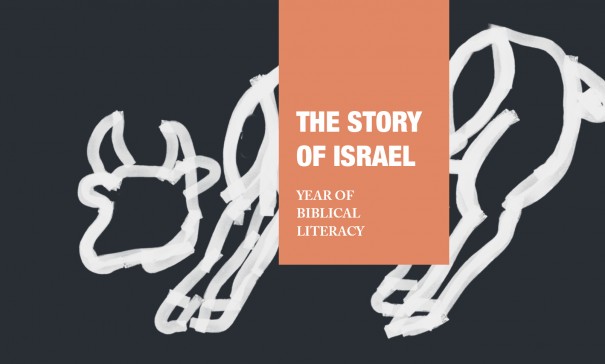 THE STORY
OF ISRAEL
YEAR OF
BIBLICAL
LITERACY